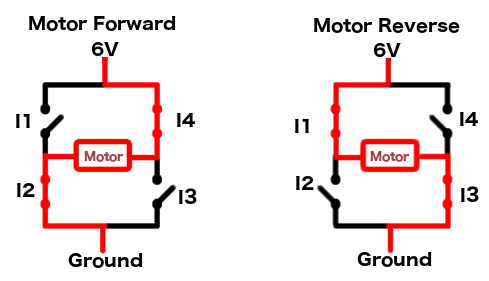 Motor Forward
6V
I1
I4
Motor
I2
I3
Ground
Motor Reverse
6V
I1
I4
Motor
I2
I3
Ground